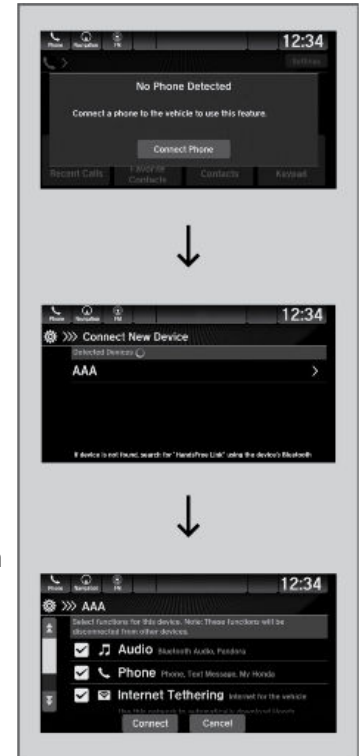 Phone Navigation FM 12:34
Settings
No Phone Detected
Connect a phone to the vehicle to use this feature.
Connect Phone
Recent Calls Favorite Contacts Contacts Keypad
Phone Navigation FM 12:34
Connect New Device
Detected Devices
AAA
If device is not found, search for "HandsFree Link" using the device's Bluetooth
Phone Navigation FM 12:34
AAA
Select functions for this device. Note: These functions will be
disconnected from other devices.
Audio Bluetooth Audio, Pandora
Phone Phone, Text Message, My Honda
Internet Tethering Internet for the vehicle
Connect Cancel